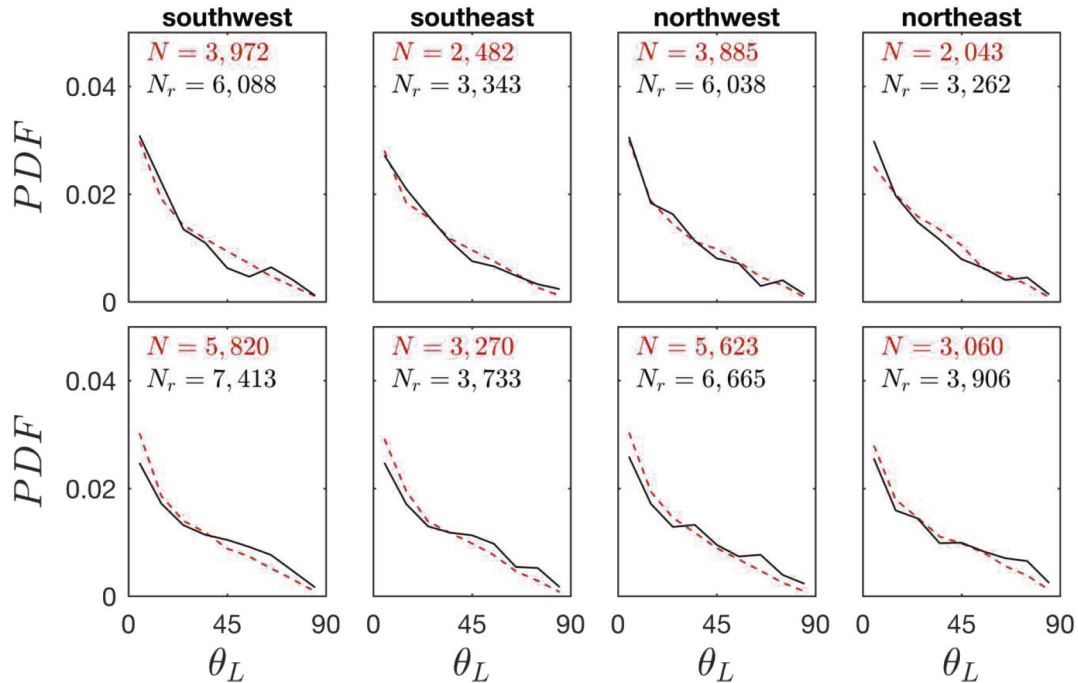 southwest southeast northwest northeast
N = 3,972 N = 2,482 N = 3,885 N = 2,043
N_r = 6,088 N_r = 3,343 N_r = 6,038 N_r = 3,262
0.04
PDF
0.02
0
N = 5,820 N = 3,270 N = 5,623 N = 3,060
N_r = 7,413 N_r = 3,733 N_r = 6,665 N_r = 3,906
0.04
PDF
0.02
0
0 45 90 0 45 90 0 45 90 0 45 90
θ_L θ_L θ_L θ_L